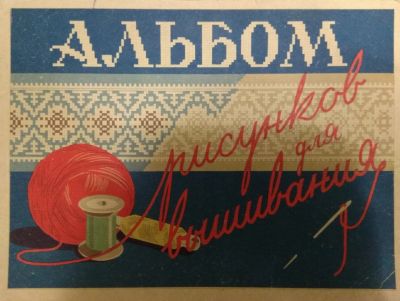 АЛЬБОМ
рисунков
для
вышивания